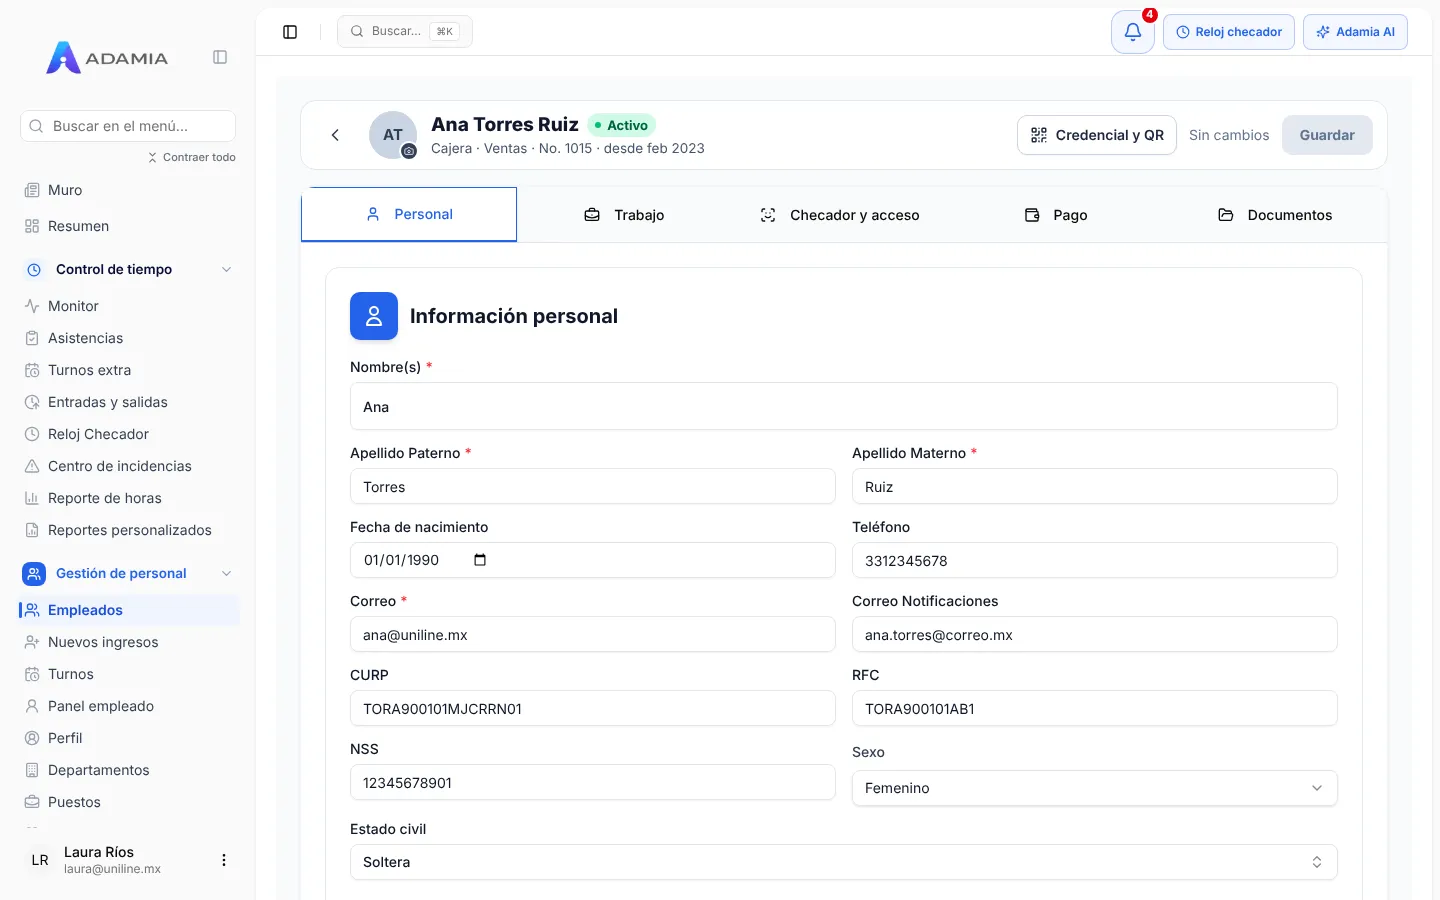 ADAMIA
Buscar en el menú...
Contraer todo
Muro
Resumen
Control de tiempo
Monitor
Asistencias
Turnos extra
Entradas y salidas
Reloj Checador
Centro de incidencias
Reporte de horas
Reportes personalizados
Gestión de personal
Empleados
Nuevos ingresos
Turnos
Panel empleado
Perfil
Departamentos
Puestos
LR
Laura Ríos
laura@uniline.mx
Buscar... ⌘K
4
Reloj checador
Adamia AI
AT
Ana Torres Ruiz
Activo
Cajera · Ventas · No. 1015 · desde feb 2023
Credencial y QR
Sin cambios
Guardar
Personal
Trabajo
Checador y acceso
Pago
Documentos
Información personal
Nombre(s) *
Ana
Apellido Paterno *
Torres
Apellido Materno *
Ruiz
Fecha de nacimiento
01/01/1990
Teléfono
3312345678
Correo *
ana@uniline.mx
Correo Notificaciones
ana.torres@correo.mx
CURP
TORA900101MJCRRN01
RFC
TORA900101AB1
NSS
12345678901
Sexo
Femenino
Estado civil
Soltera